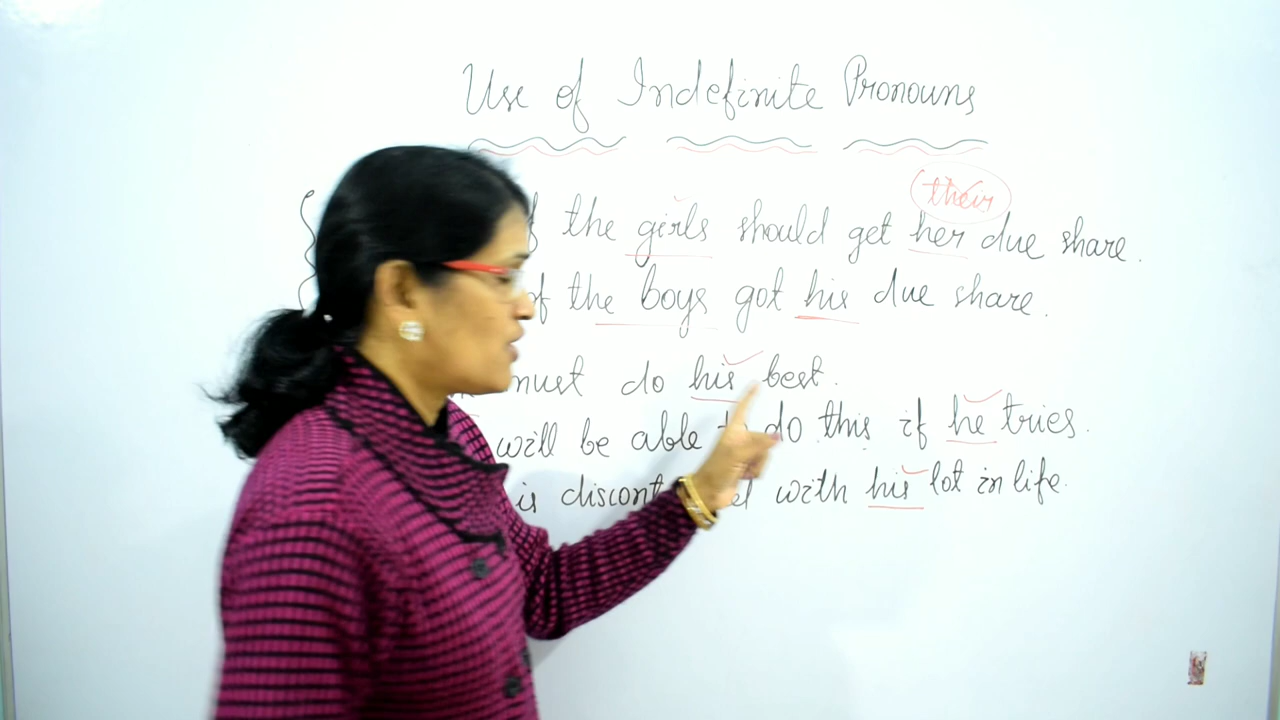 Use of Indefinite Pronouns
their
the girls should get her due share.
of the boys got his due share.
must do his best.
will be able to do this if he tries.
is with his lot in life.